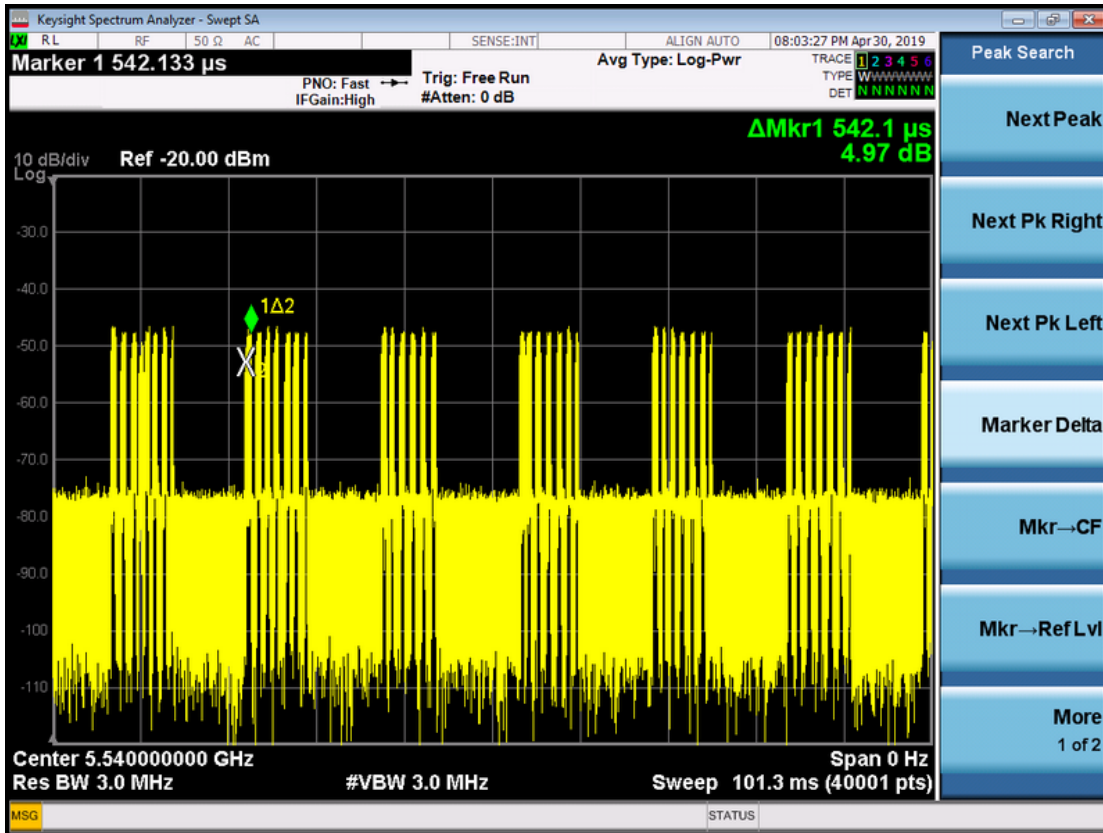 Keysight Spectrum Analyzer - Swept SA
LXI RL RF 50 Ω AC SENSE:INT ALIGN AUTO 08:03:27 PM Apr 30, 2019
Marker 1 542.133 µs
PNO: Fast
IFGain:High
Trig: Free Run
#Atten: 0 dB
Avg Type: Log-Pwr
TRACE 1 2 3 4 5 6
TYPE WWWWWW
DET N N N N N N
ΔMkr1 542.1 µs
4.97 dB
10 dB/div Ref -20.00 dBm
Log
-30.0
-40.0
1Δ2
-50.0
-60.0
-70.0
-80.0
-90.0
-100
-110
Center 5.540000000 GHz Span 0 Hz
Res BW 3.0 MHz #VBW 3.0 MHz Sweep 101.3 ms (40001 pts)
MSG STATUS
Peak Search
Next Peak
Next Pk Right
Next Pk Left
Marker Delta
Mkr→CF
Mkr→Ref Lvl
More
1 of 2